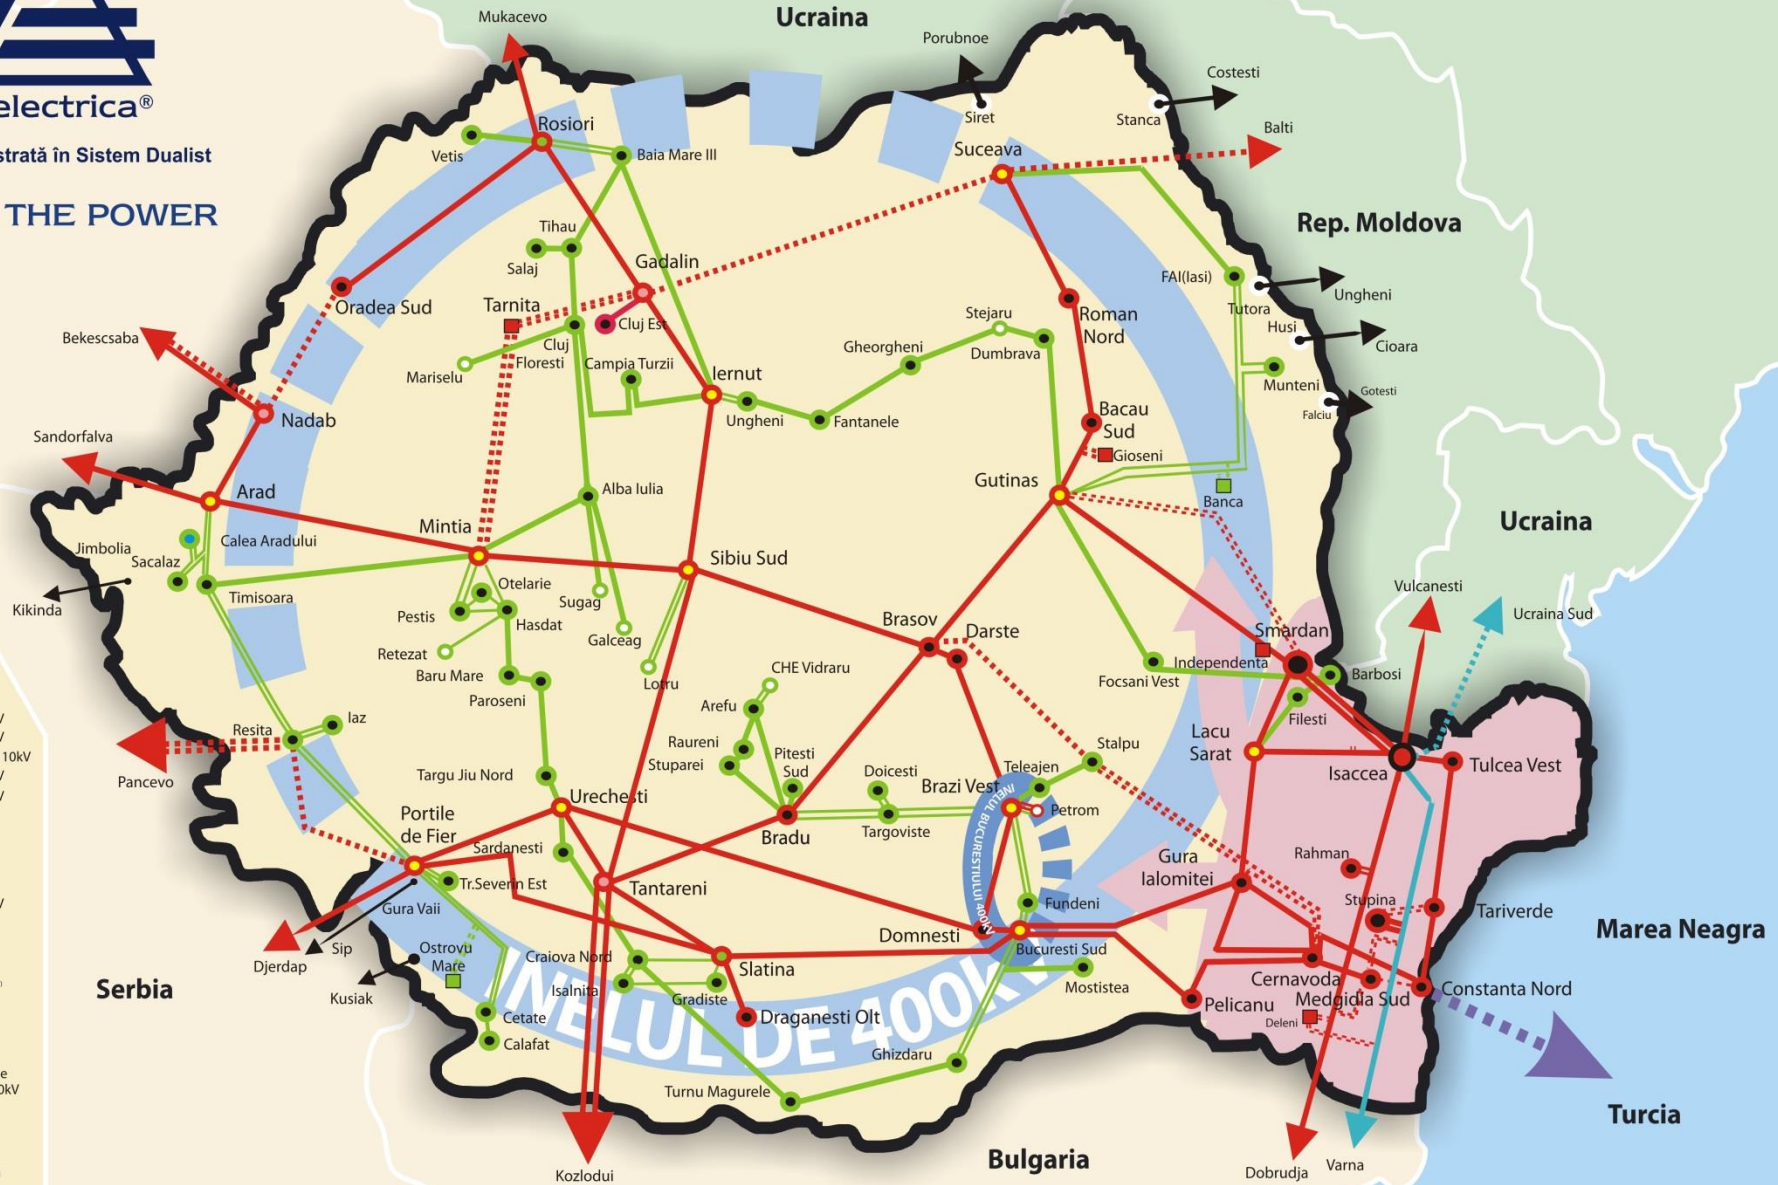 electrica®
strată în Sistem Dualist
THE POWER
10kV
Mukacevo
Ucraina
Porubnoe
Costesti
Siret
Stanca
Balti
Rosiori
Vetis
Baia Mare III
Suceava
Rep. Moldova
Tihau
Salaj
Gadalin
FAI(Iasi)
Ungheni
Tutora
Oradea Sud
Tarnita
Cluj Est
Stejaru
Roman
Nord
Husi
Cioara
Bekescsaba
Cluj
Floresti
Campia Turzii
Gheorgheni
Dumbrava
Mariselu
Iernut
Munteni
Gotesti
Falciu
Nadab
Ungheni
Fantanele
Bacau
Sud
Sandorfalva
Gioseni
Arad
Alba Iulia
Gutinas
Banca
Ucraina
Mintia
Calea Aradului
Jimbolia
Sacalaz
Sibiu Sud
Kikinda
Timisoara
Otelarie
Sugag
Vulcanesti
Ucraina Sud
Pestis
Hasdat
Galceag
Brasov
Darste
Smardan
Retezat
Independenta
Baru Mare
Lotru
CHE Vidraru
Focsani Vest
Barbosi
Paroseni
Arefu
Filesti
Resita
Iaz
Raureni
Stuparei
Pitesti
Sud
Stalpu
Lacu
Sarat
Isaccea
Tulcea Vest
Pancevo
Targu Jiu Nord
Doicesti
Brazi Vest
Teleajen
Urechesti
Petrom
INELUL BUCURESTIULUI 400kV
Portile
de Fier
Sardanesti
Bradu
Targoviste
Rahman
Gura
Ialomitei
Tr.Severin Est
Tantareni
Stupina
Gura Vaii
Fundeni
Tariverde
Marea Neagra
Sip
Djerdap
Ostrovu
Mare
Craiova Nord
Domnesti
Bucuresti Sud
Kusiak
Slatina
Cernavoda
Serbia
Isalnita
Gradiste
Mostistea
Medgidia Sud
Constanta Nord
Pelicanu
Deleni
Cetate
Draganesti Olt
INELUL DE 400kV
Calafat
Ghizdaru
Turnu Magurele
Turcia
Kozlodui
Bulgaria
Dobrudja
Varna